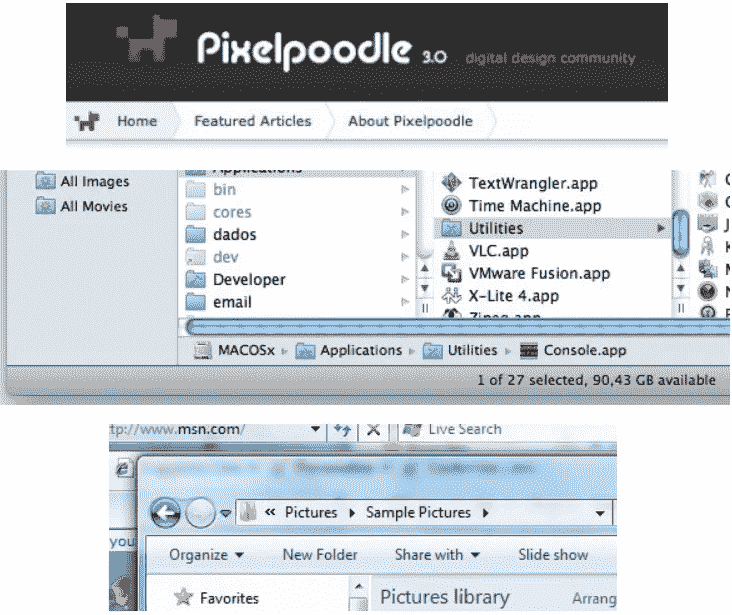 Pixelpoodle 3.0 digital design community
Home Featured Articles About Pixelpoodle
All Images
All Movies
Applications
bin
cores
dados
dev
Developer
email
TextWrangler.app
Time Machine.app
Utilities
VLC.app
VMware Fusion.app
X-Lite 4.app
MACOSx Applications Utilities Console.app
1 of 27 selected, 90,43 GB available
tp://www.msn.com/ Live Search
you
« Pictures Sample Pictures
Organize New Folder Share with Slide show
Favorites
Pictures library
Arrang